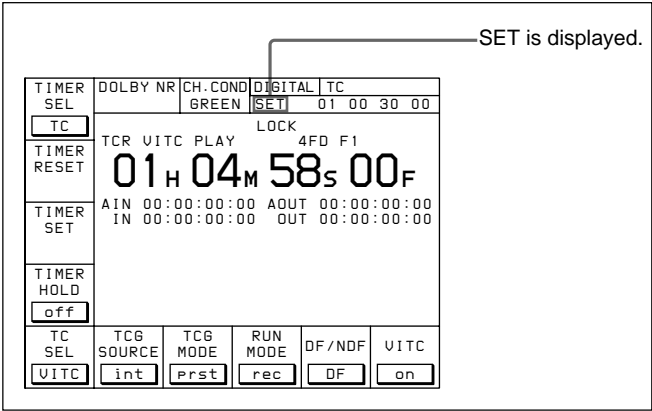 SET is displayed.
TIMER SEL
TC
DOLBY NR CH.COND DIGITAL TC
GREEN SET 01 00 30 00
LOCK
TCR VITC PLAY 4FD F1
01H 04M 58S 00F
TIMER RESET
AIN 00:00:00:00 AOUT 00:00:00:00
IN 00:00:00:00 OUT 00:00:00:00
TIMER SET
TIMER HOLD
off
TC SEL
VITC
TCG SOURCE
int
TCG MODE
prst
RUN MODE
rec
DF/NDF
DF
VITC
on